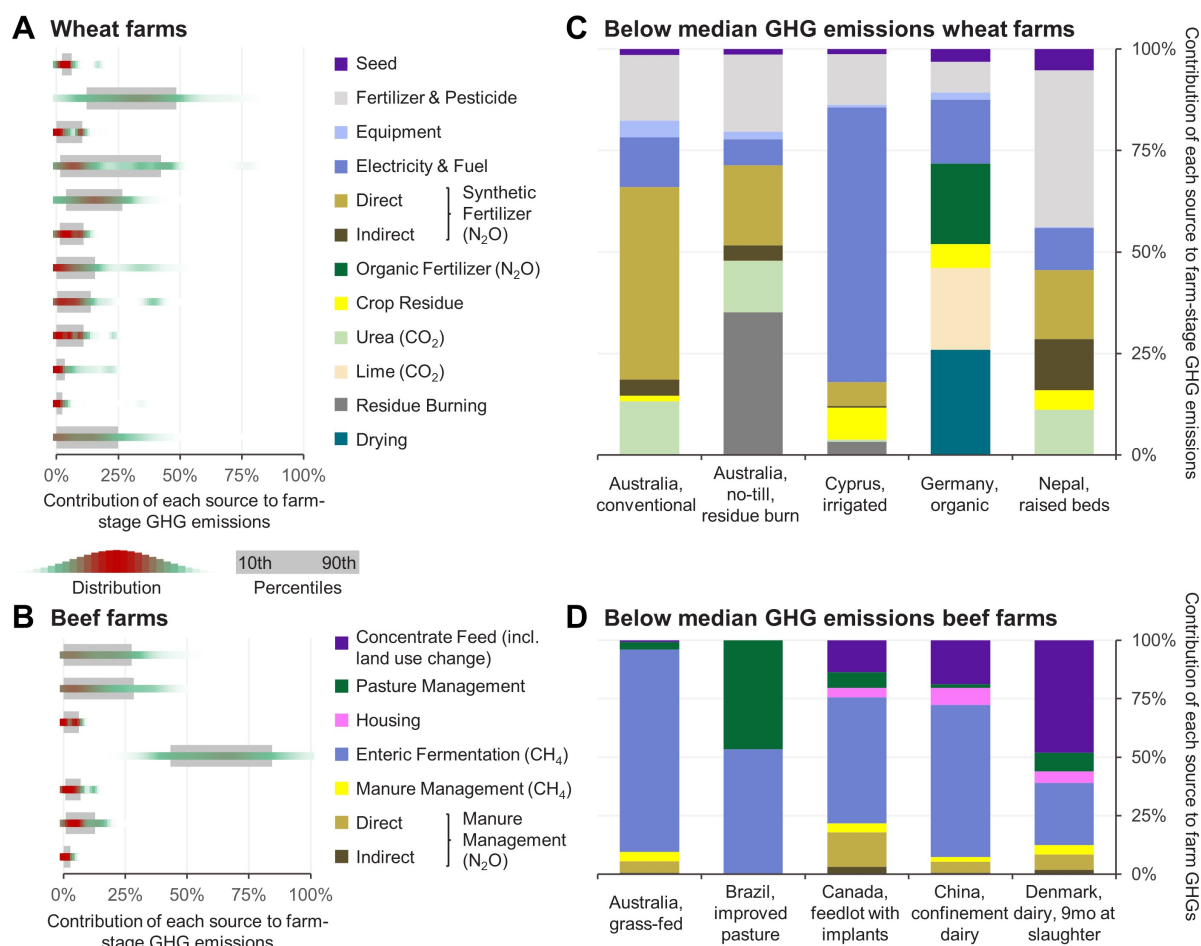 A Wheat farms
Seed
Fertilizer & Pesticide
Equipment
Electricity & Fuel
Direct
Indirect
Synthetic
Fertilizer
(N₂O)
Organic Fertilizer (N₂O)
Crop Residue
Urea (CO₂)
Lime (CO₂)
Residue Burning
Drying
0% 25% 50% 75% 100%
Contribution of each source to farm-
stage GHG emissions
Distribution
10th 90th
Percentiles
B Beef farms
Concentrate Feed (incl.
land use change)
Pasture Management
Housing
Enteric Fermentation (CH₄)
Manure Management (CH₄)
Direct
Indirect
Manure
Management
(N₂O)
0% 25% 50% 75% 100%
Contribution of each source to farm-
stage GHG emissions
C Below median GHG emissions wheat farms
100%
75%
50%
25%
0%
Contribution of each source to farm-stage GHG emissions
Australia,
conventional
Australia,
no-till,
residue burn
Cyprus,
irrigated
Germany,
organic
Nepal,
raised beds
D Below median GHG emissions beef farms
100%
75%
50%
25%
0%
Contribution of each source to farm GHGs
Australia,
grass-fed
Brazil,
improved
pasture
Canada,
feedlot with
implants
China,
confinement
dairy
Denmark,
dairy, 9mo at
slaughter